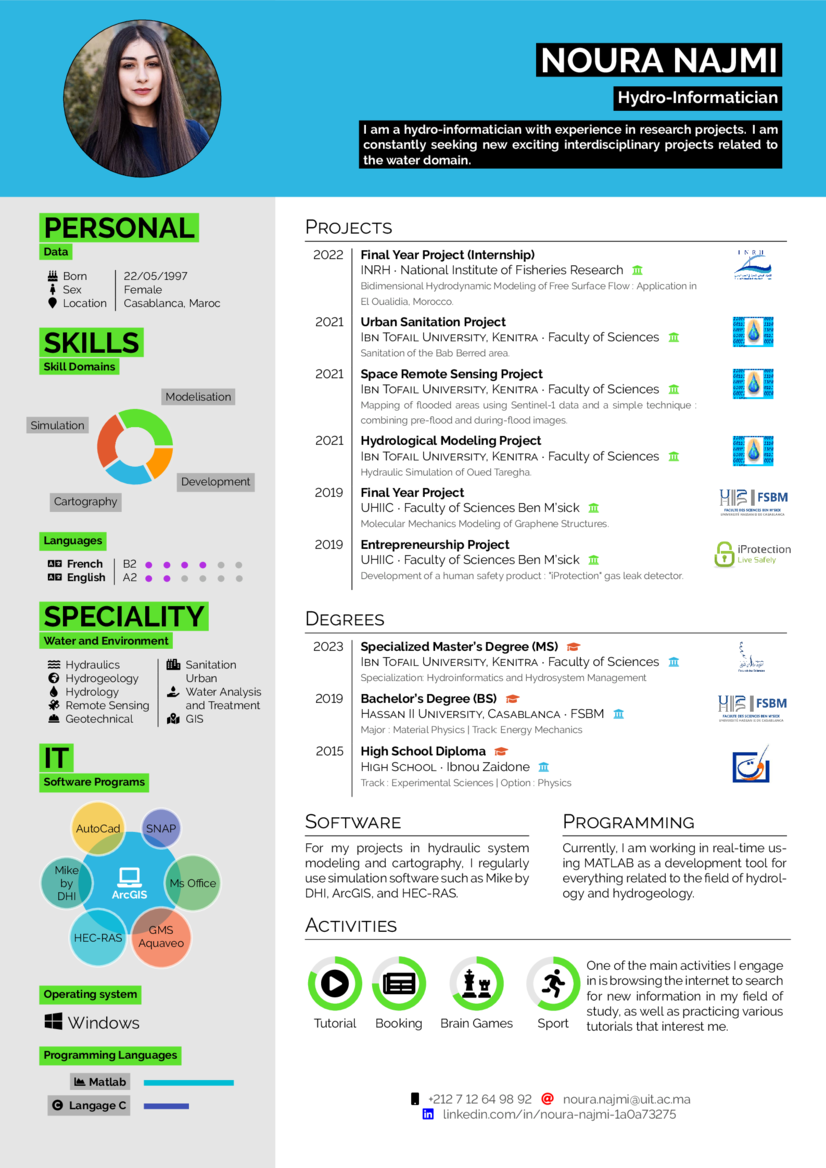 NOURA NAJMI
Hydro-Informatician
I am a hydro-informatician with experience in research projects. I am
constantly seeking new exciting interdisciplinary projects related to
the water domain.
PERSONAL
Data
Born 22/05/1997
Sex Female
Location Casablanca, Maroc
SKILLS
Skill Domains
Modelisation
Simulation
Development
Cartography
Languages
French B2
English A2
SPECIALITY
Water and Environment
Hydraulics
Hydrogeology
Hydrology
Remote Sensing
Geotechnical
Sanitation
Urban
Water Analysis
and Treatment
GIS
IT
Software Programs
AutoCad
SNAP
Mike
by
DHI
ArcGIS
Ms Office
HEC-RAS
GMS
Aquaveo
Operating system
Windows
Programming Languages
Matlab
C Langage C
PROJECTS
2022 Final Year Project (Internship)
INRH · National Institute of Fisheries Research
Bidimensional Hydrodynamic Modeling of Free Surface Flow : Application in
El Oualidia, Morocco.
INRH
2021 Urban Sanitation Project
IBN TOFAIL UNIVERSITY, KENITRA · Faculty of Sciences
Sanitation of the Bab Berred area.
2021 Space Remote Sensing Project
IBN TOFAIL UNIVERSITY, KENITRA · Faculty of Sciences
Mapping of flooded areas using Sentinel-1 data and a simple technique :
combining pre-flood and during-flood images.
2021 Hydrological Modeling Project
IBN TOFAIL UNIVERSITY, KENITRA · Faculty of Sciences
Hydraulic Simulation of Oued Taregha.
2019 Final Year Project
UHIIC · Faculty of Sciences Ben M'sick
Molecular Mechanics Modeling of Graphene Structures.
FSBM
2019 Entrepreneurship Project
UHIIC · Faculty of Sciences Ben M'sick
Development of a human safety product : "iProtection" gas leak detector.
iProtection
Live Safely
DEGREES
2023 Specialized Master's Degree (MS)
IBN TOFAIL UNIVERSITY, KENITRA · Faculty of Sciences
Specialization: Hydroinformatics and Hydrosystem Management
2019 Bachelor's Degree (BS)
HASSAN II UNIVERSITY, CASABLANCA · FSBM
Major : Material Physics | Track: Energy Mechanics
FSBM
2015 High School Diploma
HIGH SCHOOL · Ibnou Zaidone
Track : Experimental Sciences | Option : Physics
SOFTWARE
For my projects in hydraulic system
modeling and cartography, I regularly
use simulation software such as Mike by
DHI, ArcGIS, and HEC-RAS.
PROGRAMMING
Currently, I am working in real-time us-
ing MATLAB as a development tool for
everything related to the field of hydrol-
ogy and hydrogeology.
ACTIVITIES
Tutorial
Booking
Brain Games
Sport
One of the main activities I engage
in is browsing the internet to search
for new information in my field of
study, as well as practicing various
tutorials that interest me.
+212 7 12 64 98 92 @ noura.najmi@uit.ac.ma
in linkedin.com/in/noura-najmi-1a0a73275